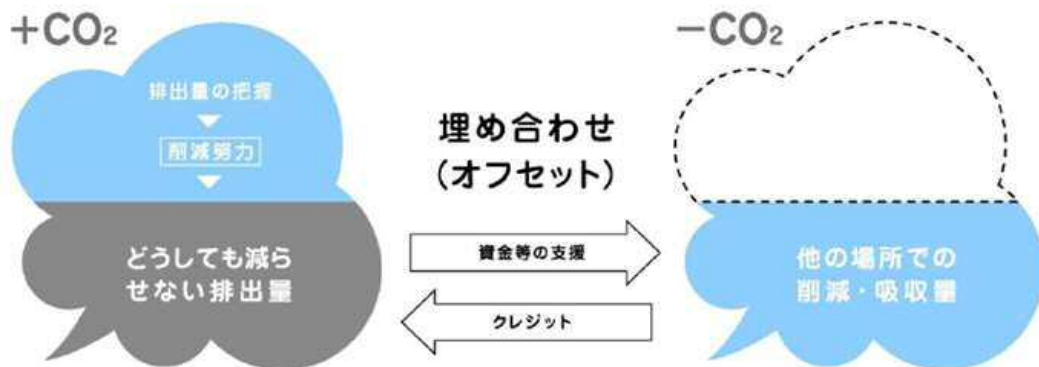 +CO₂
排出量の把握
削減努力
どうしても減ら
せない排出量
埋め合わせ
(オフセット)
資金等の支援
クレジット
−CO₂
他の場所での
削減・吸収量